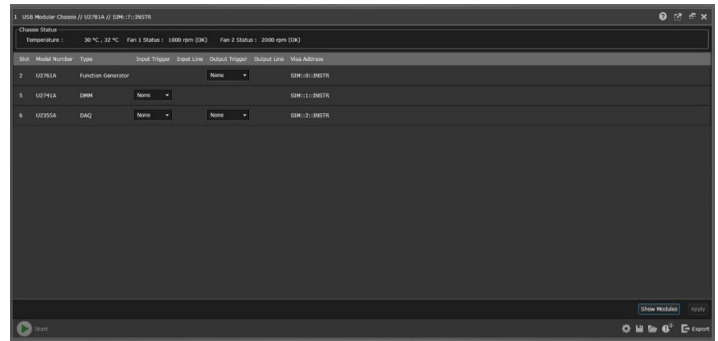 1 USB Modular Chassis // U2781A // SIM::7::INSTR
Chassis Status
Temperature : 30 °C , 32 °C Fan 1 Status : 1900 rpm (OK) Fan 2 Status : 2000 rpm (OK)
Slot Model Number Type Input Trigger Input Line Output Trigger Output Line Visa Address
2 U2761A Function Generator None SIM::0::INSTR
5 U2741A DMM None SIM::1::INSTR
6 U2355A DAQ None None SIM::2::INSTR
Show Modules Apply
Start Export